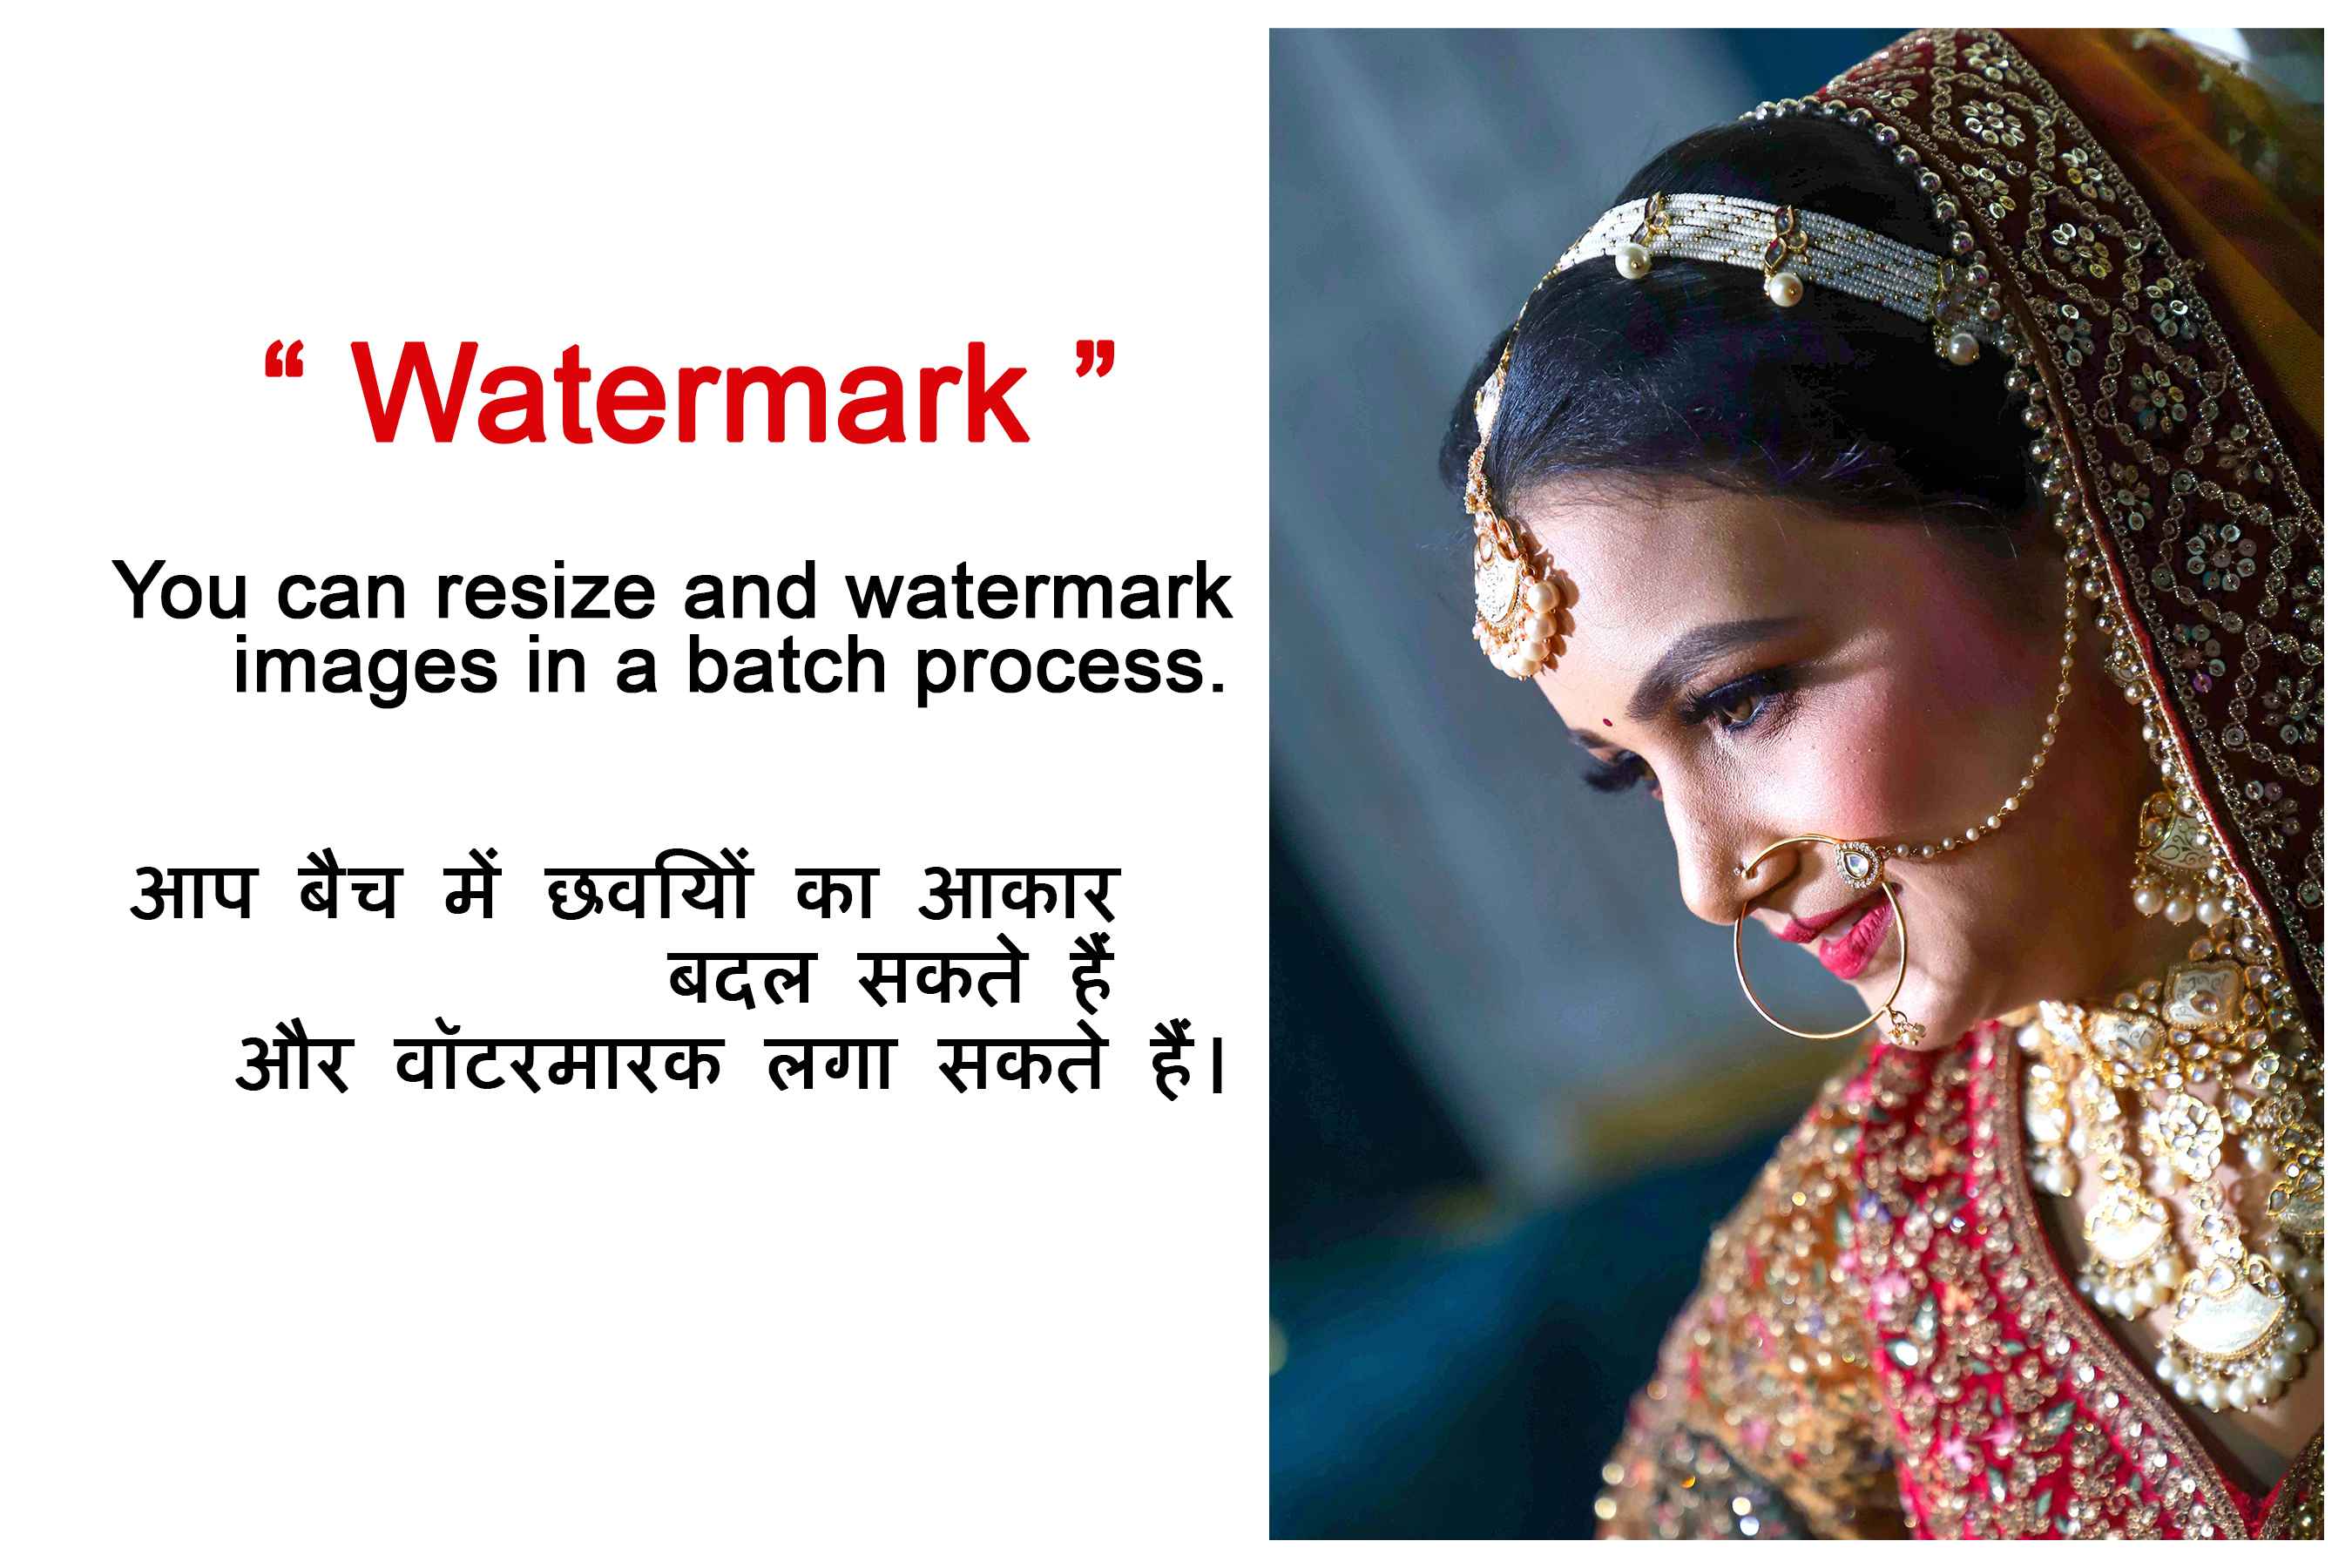 “ Watermark ”
You can resize and watermark
images in a batch process.
आप बैच में छवयिों का आकार
बदल सकते हैं
और वॉटरमारक लगा सकते हैं।